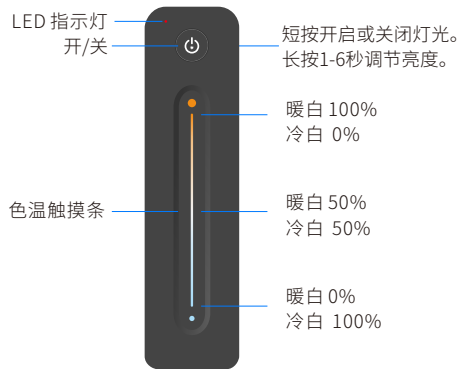 LED 指示灯
开/关
短按开启或关闭灯光。
长按1-6秒调节亮度。
暖白 100%
冷白 0%
色温触摸条
暖白 50%
冷白 50%
暖白 0%
冷白 100%